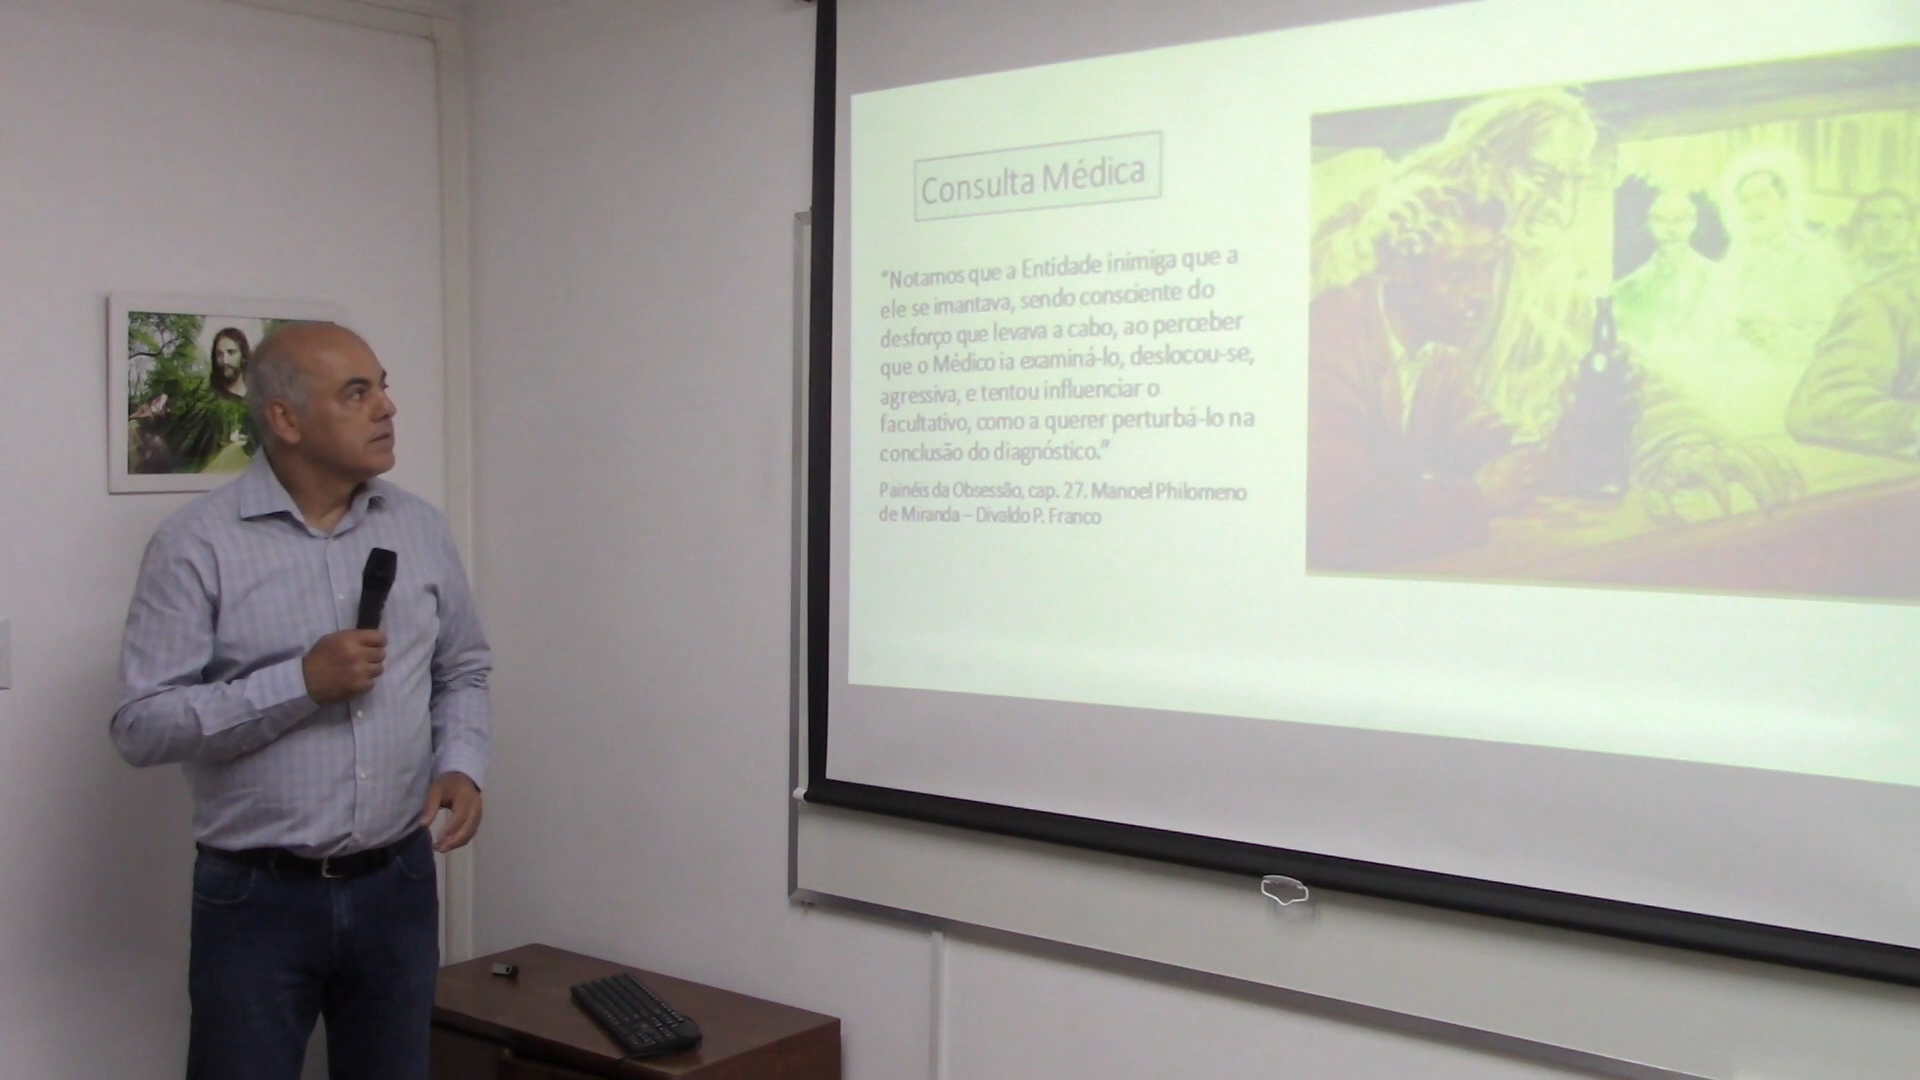 Consulta Médica
"Notamos que a Entidade inimiga que a
ele se imantava, sendo consciente do
desforço que levava a cabo, ao perceber
que o Médico ia examiná-lo, deslocou-se,
agressiva, e tentou influenciar o
facultativo, como a querer perturbá-lo na
conclusão do diagnóstico."
Painéis da Obsessão, cap. 27. Manoel Philomeno
de Miranda – Divaldo P. Franco